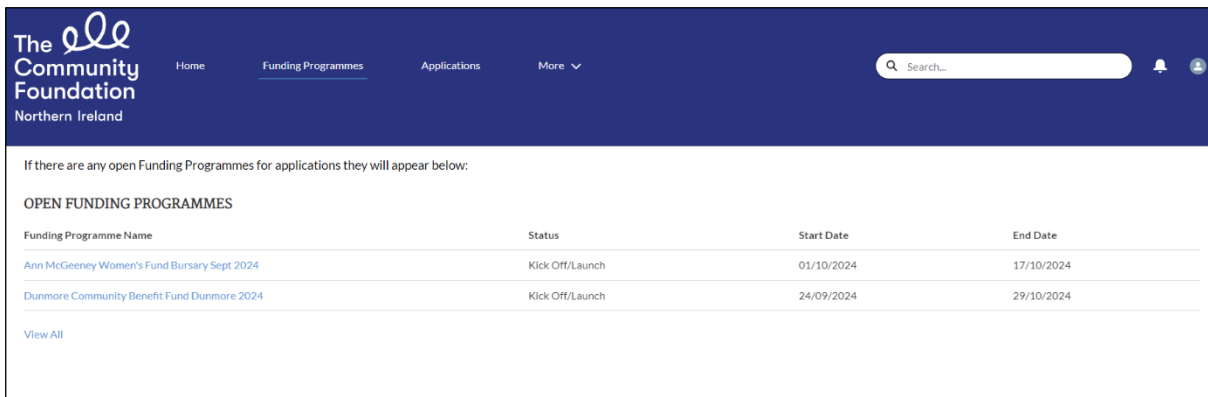 The
Community
Foundation
Northern Ireland
Home Funding Programmes Applications More Search...
If there are any open Funding Programmes for applications they will appear below:
OPEN FUNDING PROGRAMMES
Funding Programme Name Status Start Date End Date
Ann McGeeney Women's Fund Bursary Sept 2024 Kick Off/Launch 01/10/2024 17/10/2024
Dunmore Community Benefit Fund Dunmore 2024 Kick Off/Launch 24/09/2024 29/10/2024
View All